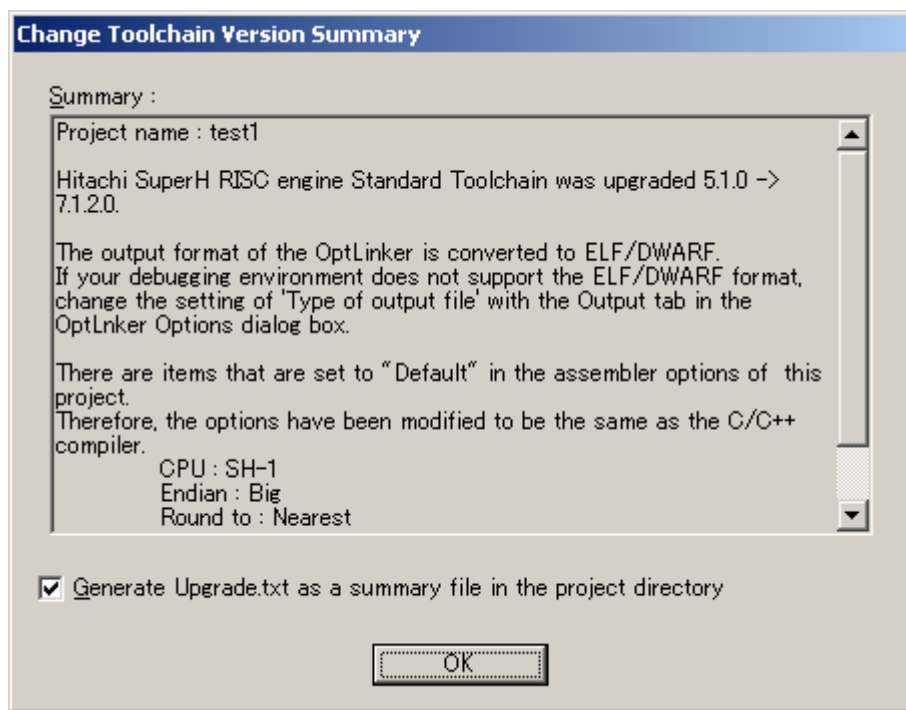 Change Toolchain Version Summary
Summary :
Project name : test1
Hitachi SuperH RISC engine Standard Toolchain was upgraded 5.1.0 ->
7.1.2.0.
The output format of the OptLinker is converted to ELF/DWARF.
If your debugging environment does not support the ELF/DWARF format,
change the setting of 'Type of output file' with the Output tab in the
OptLnker Options dialog box.
There are items that are set to "Default" in the assembler options of  this
project.
Therefore, the options have been modified to be the same as the C/C++
compiler.
CPU : SH-1
Endian : Big
Round to : Nearest
Generate Upgrade.txt as a summary file in the project directory
OK